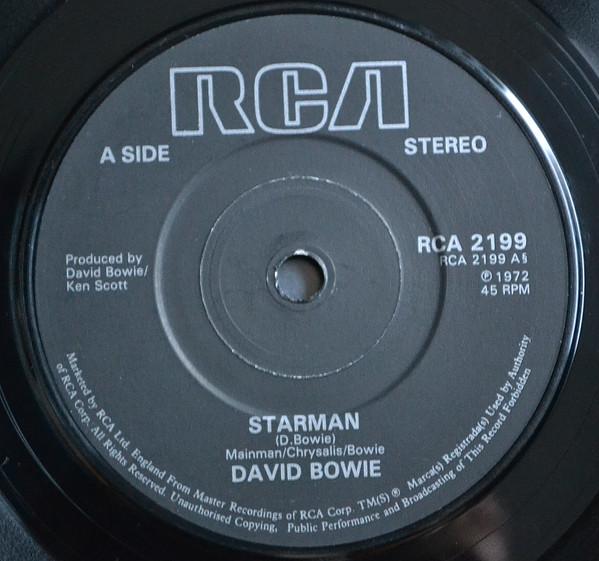 RCA
A SIDE
STEREO
Produced by
David Bowie/
Ken Scott
RCA 2199
RCA 2199 A§
℗ 1972
45 RPM
STARMAN
(D.Bowie)
Mainman/Chrysalis/Bowie
DAVID BOWIE
Marketed by RCA Ltd. England From Master Recordings of RCA Corp. TM(S) ® Marca(s) Registrada(s) Used by Authority
of RCA Corp. All Rights Reserved. Unauthorised Copying, Public Performance and Broadcasting of This Record Forbidden